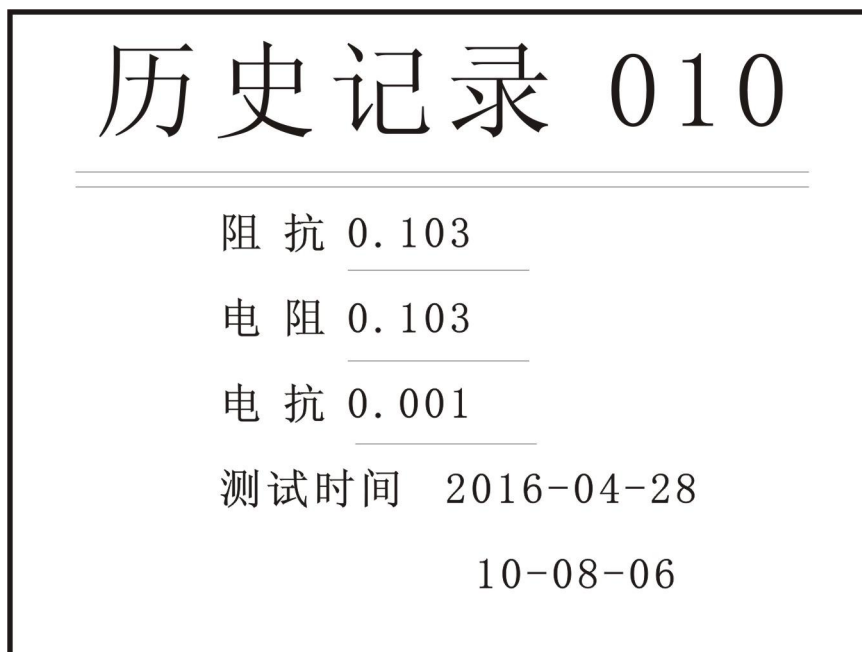 历史记录 010
阻 抗 0.103
电 阻 0.103
电 抗 0.001
测试时间 2016-04-28
10-08-06